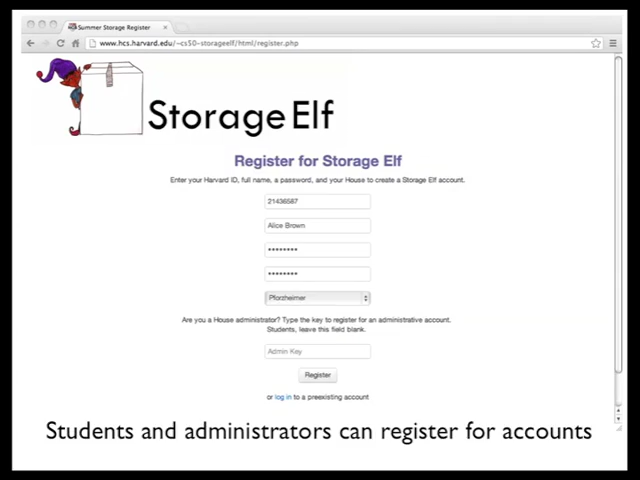 Summer Storage Register
www.hcs.harvard.edu/~cs50-storageelf/html/register.php
Storage Elf
Register for Storage Elf
Enter your Harvard ID, full name, a password, and your House to create a Storage Elf account.
21436587
Alice Brown
••••••••
••••••••
Pforzheimer
Are you a House administrator? Type the key to register for an administrative account.
Students, leave this field blank.
Admin Key
Register
or log in to a preexisting account
Students and administrators can register for accounts